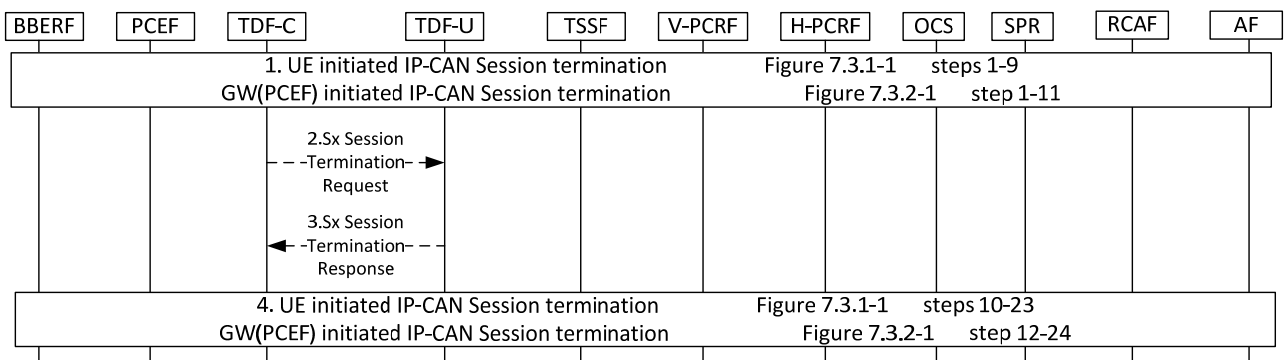 BBERF PCEF TDF-C TDF-U TSSF V-PCRF H-PCRF OCS SPR RCAF AF
1. UE initiated IP-CAN Session termination Figure 7.3.1-1 steps 1-9
GW(PCEF) initiated IP-CAN Session termination Figure 7.3.2-1 step 1-11
2.Sx Session
Termination
Request
3.Sx Session
Termination
Response
4. UE initiated IP-CAN Session termination Figure 7.3.1-1 steps 10-23
GW(PCEF) initiated IP-CAN Session termination Figure 7.3.2-1 step 12-24